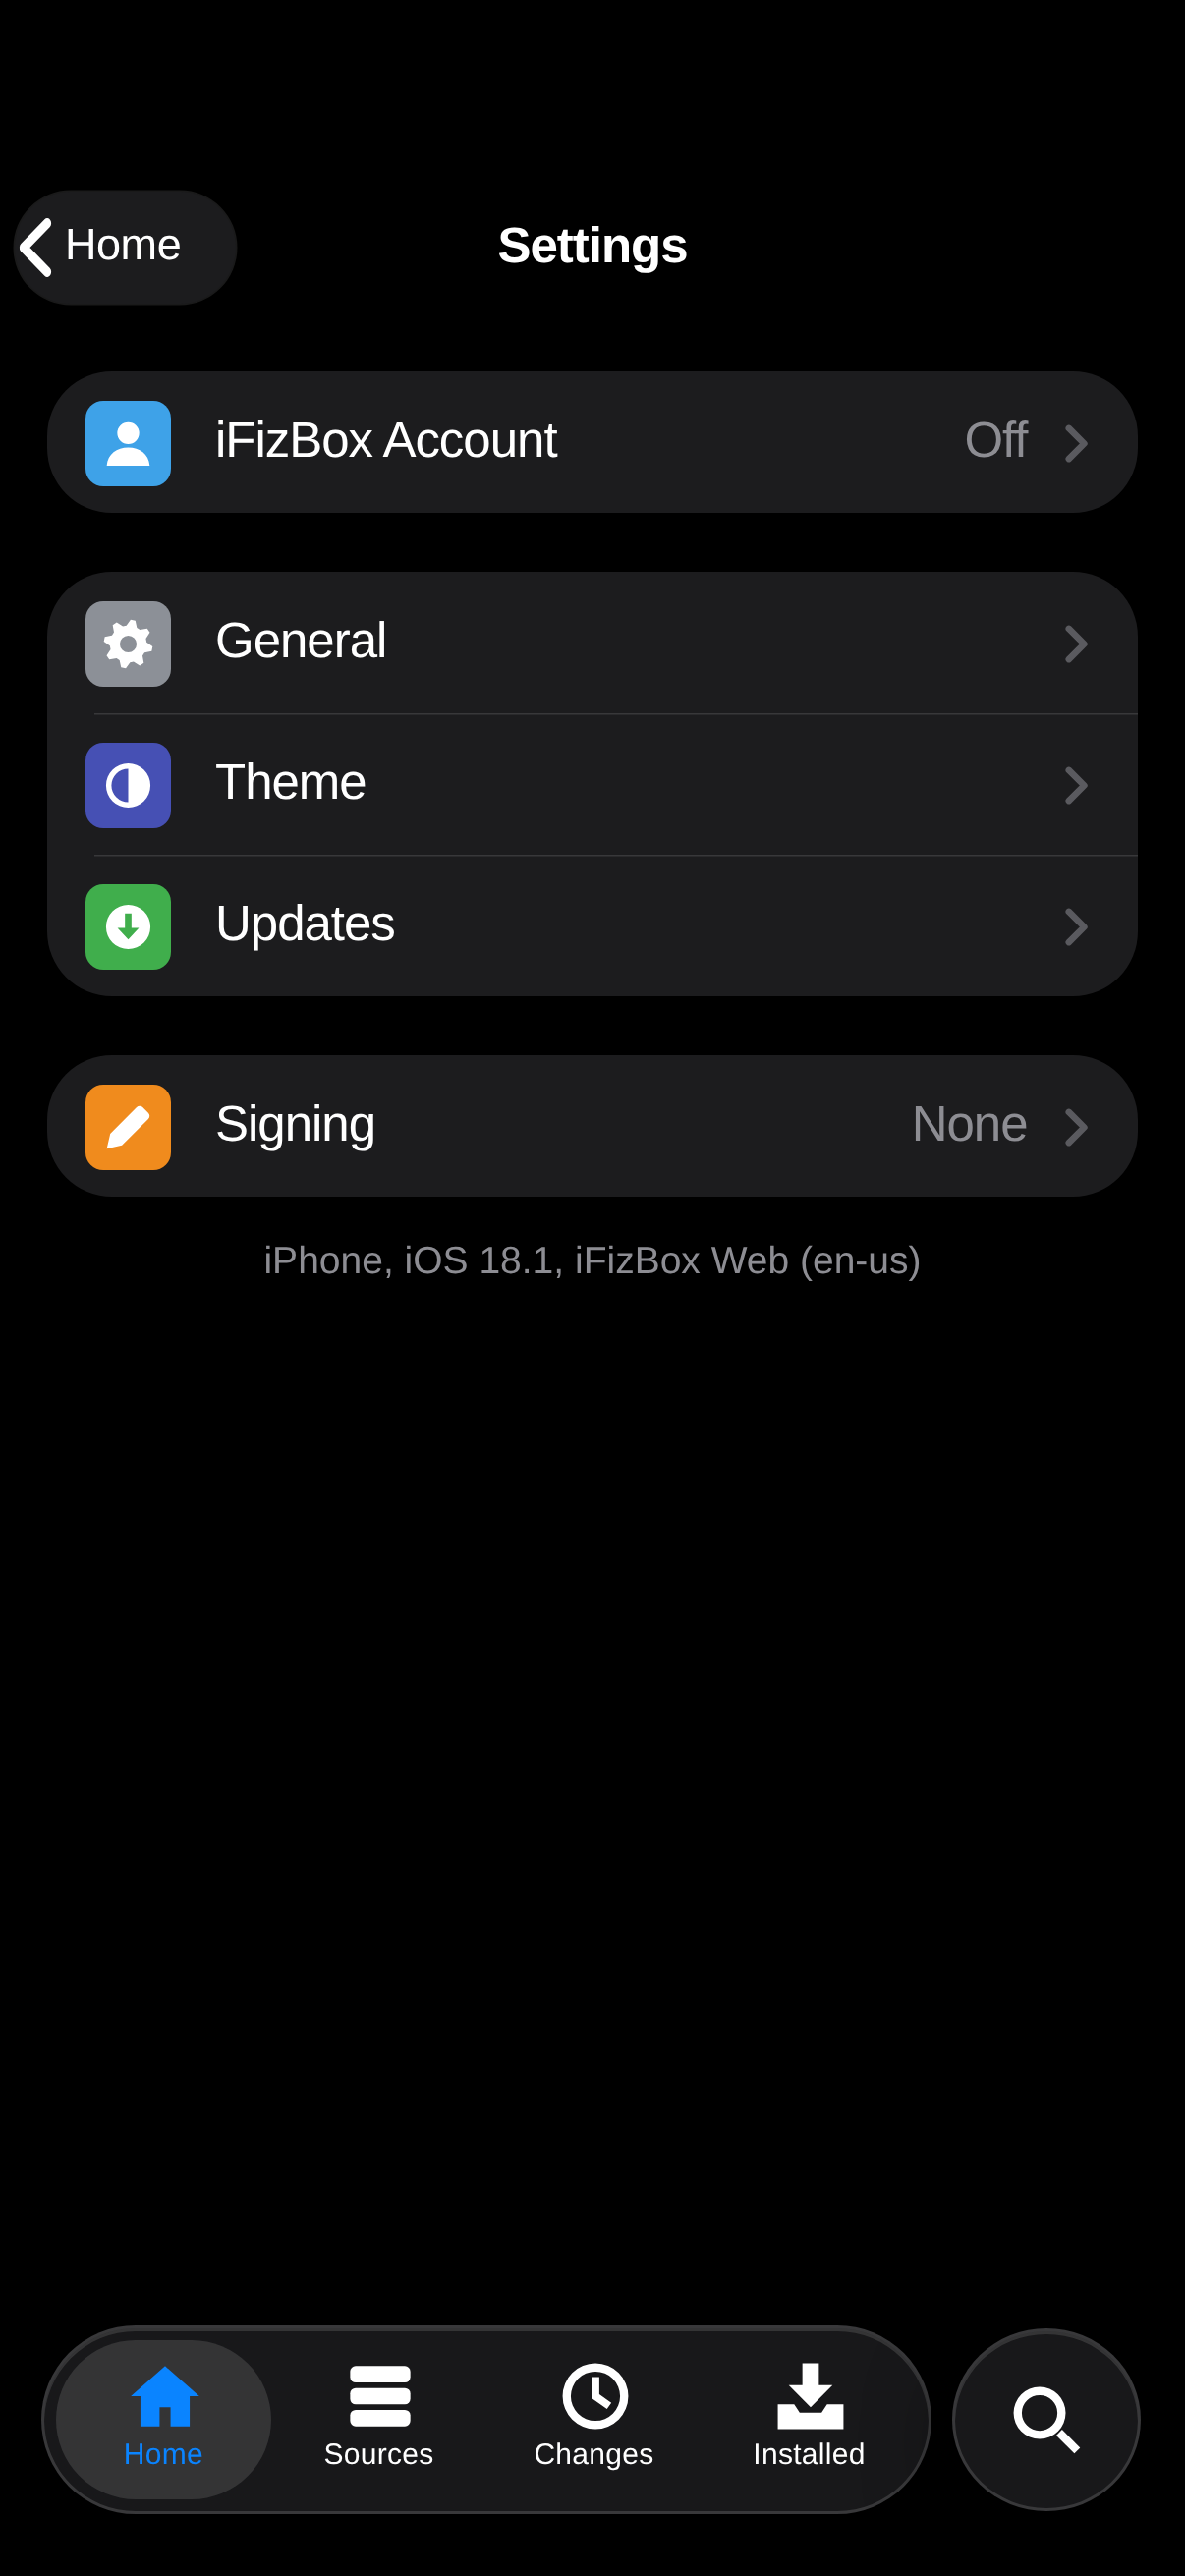 Home
Settings
iFizBox Account Off
General
Theme
Updates
Signing None
iPhone, iOS 18.1, iFizBox Web (en-us)
Home Sources Changes Installed